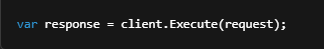 var response = client.Execute(request);